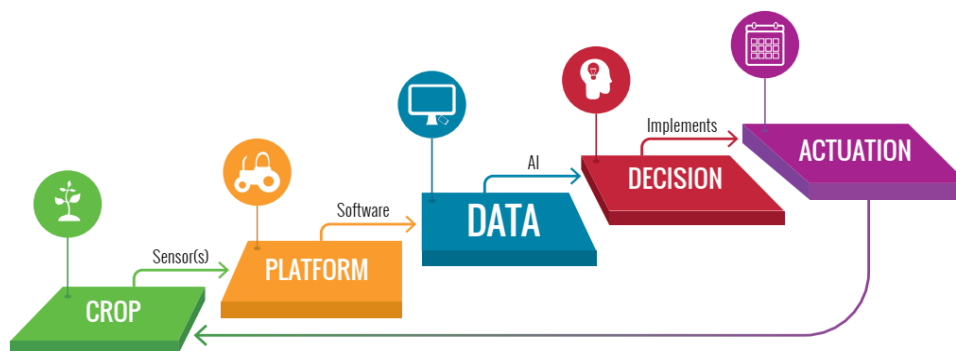 CROP
Sensor(s)
PLATFORM
Software
DATA
AI
DECISION
Implements
ACTUATION